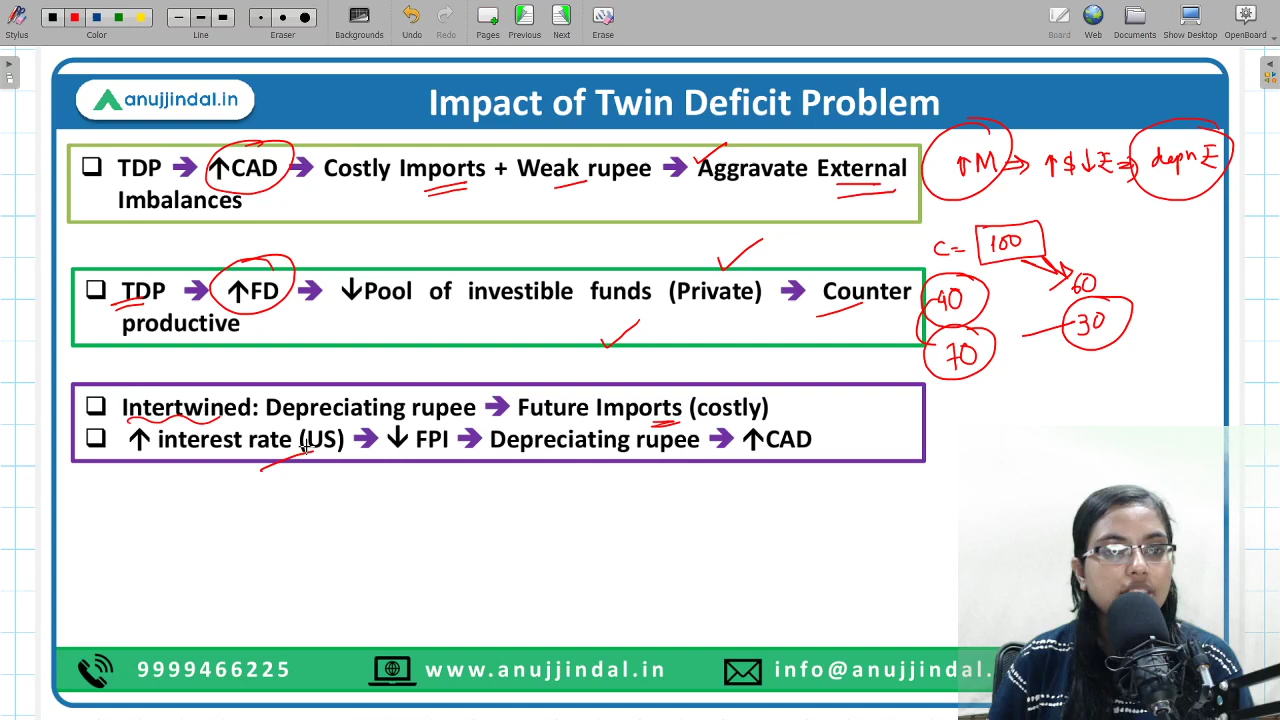 Stylus
Color
Line
Eraser
Backgrounds
Undo
Redo
Pages
Previous
Next
Erase
Board
Web
Documents
Show Desktop
OpenBoard
anujjindal.in
Impact of Twin Deficit Problem
TDP → ↑CAD → Costly Imports + Weak rupee → Aggravate External
Imbalances
↑M → ↑$ ↓₹ ⇒ depn ₹
TDP → ↑FD → ↓Pool of investible funds (Private) → Counter
productive
C = 100
60
40
30
70
Intertwined: Depreciating rupee → Future Imports (costly)
↑ interest rate (US) → ↓ FPI → Depreciating rupee → ↑CAD
9999466225
www.anujjindal.in
info@anujjindal.